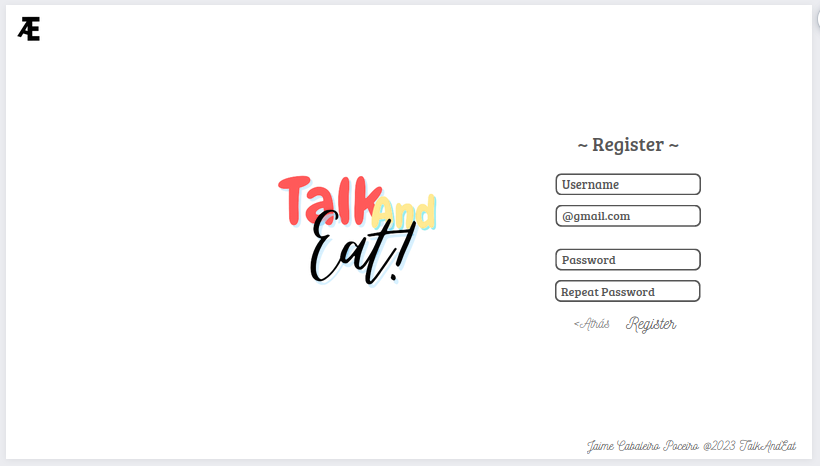 Æ
Talk And
Eat!
~ Register ~
Username
@gmail.com
Password
Repeat Password
<Atrás Register
Jaime Cabaleiro Poceiro @2023 TalkAndEat